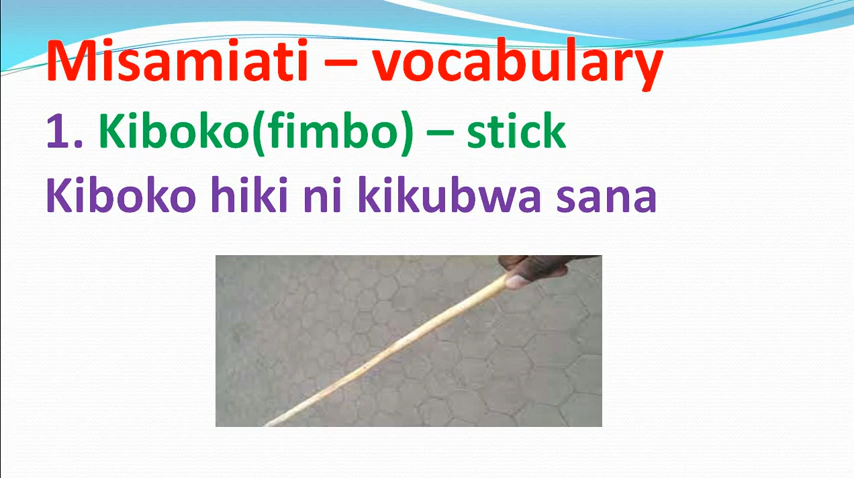 Misamiati – vocabulary
1. Kiboko(fimbo) – stick
Kiboko hiki ni kikubwa sana